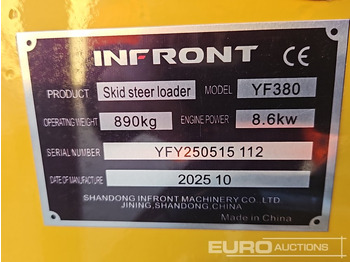 INFRONT CE
PRODUCT Skid steer loader MODEL YF380
OPERATING WEIGHT 890kg ENGINE POWER 8.6kw
SERIAL NUMBER YFY250515 112
DATE OF MANUFACTURE 2025 10
SHANDONG INFRONT MACHINERY CO. LTD
JINING,SHANDONG.CHINA
Made in China
EURO AUCTIONS